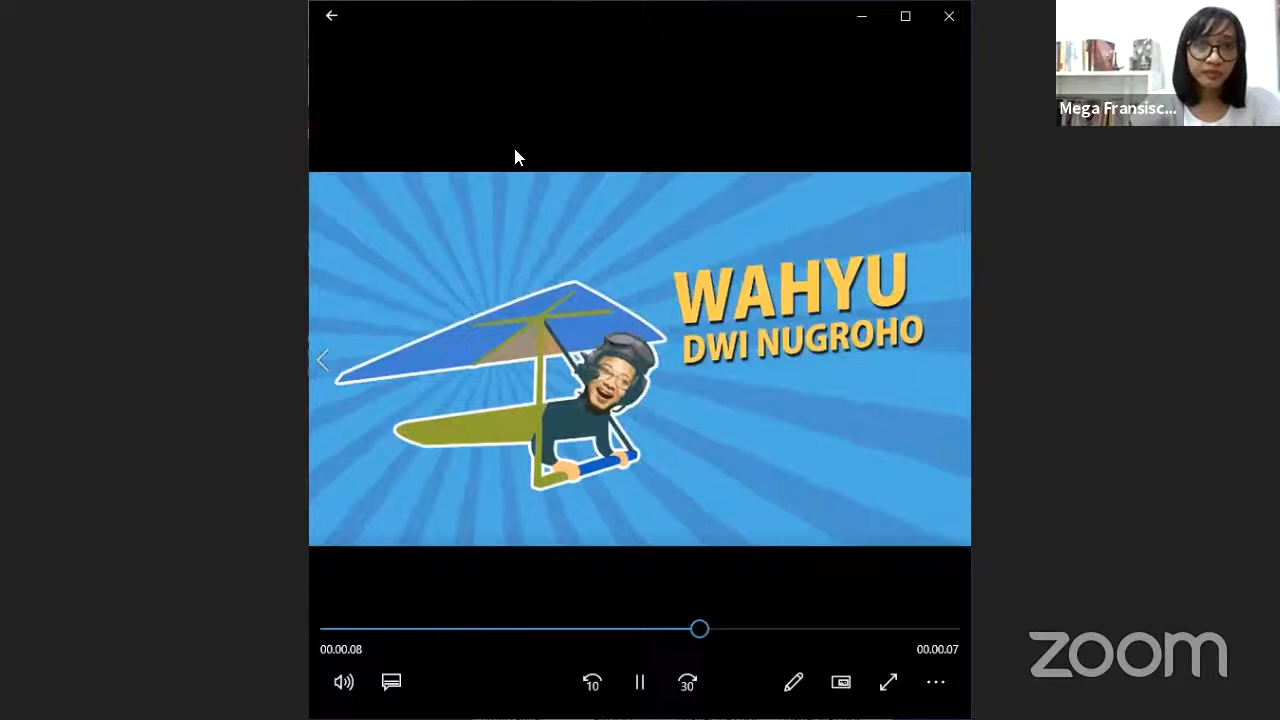 Mega Fransisc...
WAHYU
DWI NUGROHO
00.00.08
00.00.07
10
30
zoom